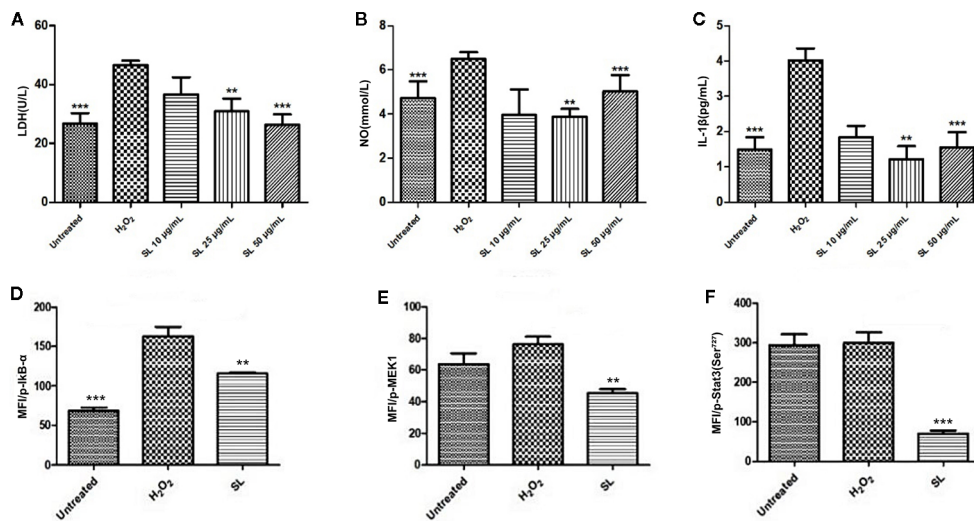 A
LDH(U/L)
60
40
20
0
***
**
***
Untreated
H₂O₂
SL 10 μg/mL
SL 25 μg/mL
SL 50 μg/mL
B
NO(mmol/L)
8
6
4
2
0
***
**
***
Untreated
H₂O₂
SL 10 μg/mL
SL 25 μg/mL
SL 50 μg/mL
C
IL-1β(pg/mL)
5
4
3
2
1
0
***
**
***
Untreated
H₂O₂
SL 10 μg/mL
SL 25 μg/mL
SL 50 μg/mL
D
MFI/p-IkB-α
200
150
100
50
0
***
**
Untreated
H₂O₂
SL
E
MFI/p-MEK1
100
80
60
40
20
0
**
Untreated
H₂O₂
SL
F
MFI/p-Stat3(Ser⁷²⁷)
400
300
200
100
0
***
Untreated
H₂O₂
SL